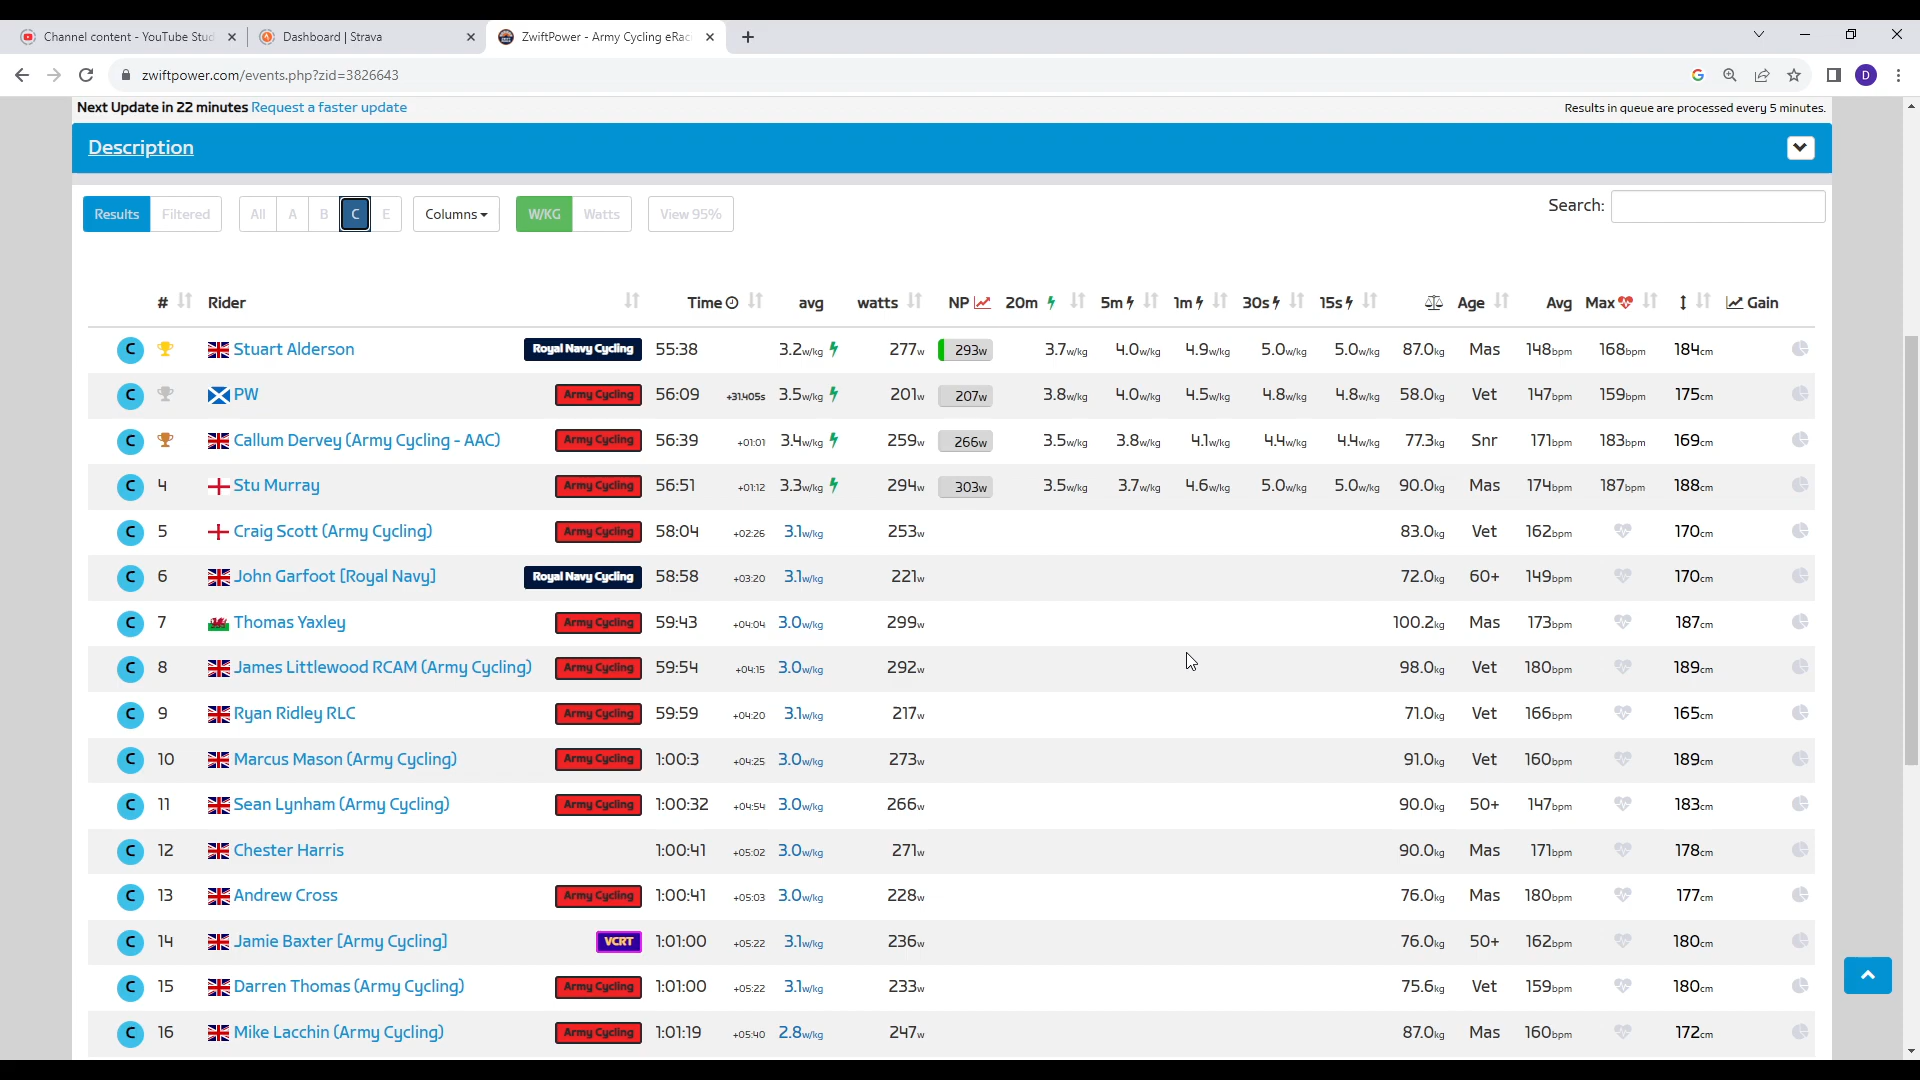 Channel content - YouTube Stud
Dashboard | Strava
ZwiftPower - Army Cycling eRac
zwiftpower.com/events.php?zid=3826643
D
Next Update in 22 minutes Request a faster update
Results in queue are processed every 5 minutes.
Description
Results Filtered All A B C E Columns W/KG Watts View 95% Search:
# Rider Time avg watts NP 20m 5m 1m 30s 15s Age Avg Max Gain
C Stuart Alderson Royal Navy Cycling 55:38 3.2w/kg 277w 293w 3.7w/kg 4.0w/kg 4.9w/kg 5.0w/kg 5.0w/kg 87.0kg Mas 148bpm 168bpm 184cm
C PW Army Cycling 56:09 +31.405s 3.5w/kg 201w 207w 3.8w/kg 4.0w/kg 4.5w/kg 4.8w/kg 4.8w/kg 58.0kg Vet 147bpm 159bpm 175cm
C Callum Dervey (Army Cycling - AAC) Army Cycling 56:39 +01:01 3.4w/kg 259w 266w 3.5w/kg 3.8w/kg 4.1w/kg 4.4w/kg 4.4w/kg 77.3kg Snr 171bpm 183bpm 169cm
C 4 Stu Murray Army Cycling 56:51 +01:12 3.3w/kg 294w 303w 3.5w/kg 3.7w/kg 4.6w/kg 5.0w/kg 5.0w/kg 90.0kg Mas 174bpm 187bpm 188cm
C 5 Craig Scott (Army Cycling) Army Cycling 58:04 +02:26 3.1w/kg 253w 83.0kg Vet 162bpm 170cm
C 6 John Garfoot [Royal Navy] Royal Navy Cycling 58:58 +03:20 3.1w/kg 221w 72.0kg 60+ 149bpm 170cm
C 7 Thomas Yaxley Army Cycling 59:43 +04:04 3.0w/kg 299w 100.2kg Mas 173bpm 187cm
C 8 James Littlewood RCAM (Army Cycling) Army Cycling 59:54 +04:15 3.0w/kg 292w 98.0kg Vet 180bpm 189cm
C 9 Ryan Ridley RLC Army Cycling 59:59 +04:20 3.1w/kg 217w 71.0kg Vet 166bpm 165cm
C 10 Marcus Mason (Army Cycling) Army Cycling 1:00:3 +04:25 3.0w/kg 273w 91.0kg Vet 160bpm 189cm
C 11 Sean Lynham (Army Cycling) Army Cycling 1:00:32 +04:54 3.0w/kg 266w 90.0kg 50+ 147bpm 183cm
C 12 Chester Harris 1:00:41 +05:02 3.0w/kg 271w 90.0kg Mas 171bpm 178cm
C 13 Andrew Cross Army Cycling 1:00:41 +05:03 3.0w/kg 228w 76.0kg Mas 180bpm 177cm
C 14 Jamie Baxter [Army Cycling] VCRT 1:01:00 +05:22 3.1w/kg 236w 76.0kg 50+ 162bpm 180cm
C 15 Darren Thomas (Army Cycling) Army Cycling 1:01:00 +05:22 3.1w/kg 233w 75.6kg Vet 159bpm 180cm
C 16 Mike Lacchin (Army Cycling) Army Cycling 1:01:19 +05:40 2.8w/kg 247w 87.0kg Mas 160bpm 172cm